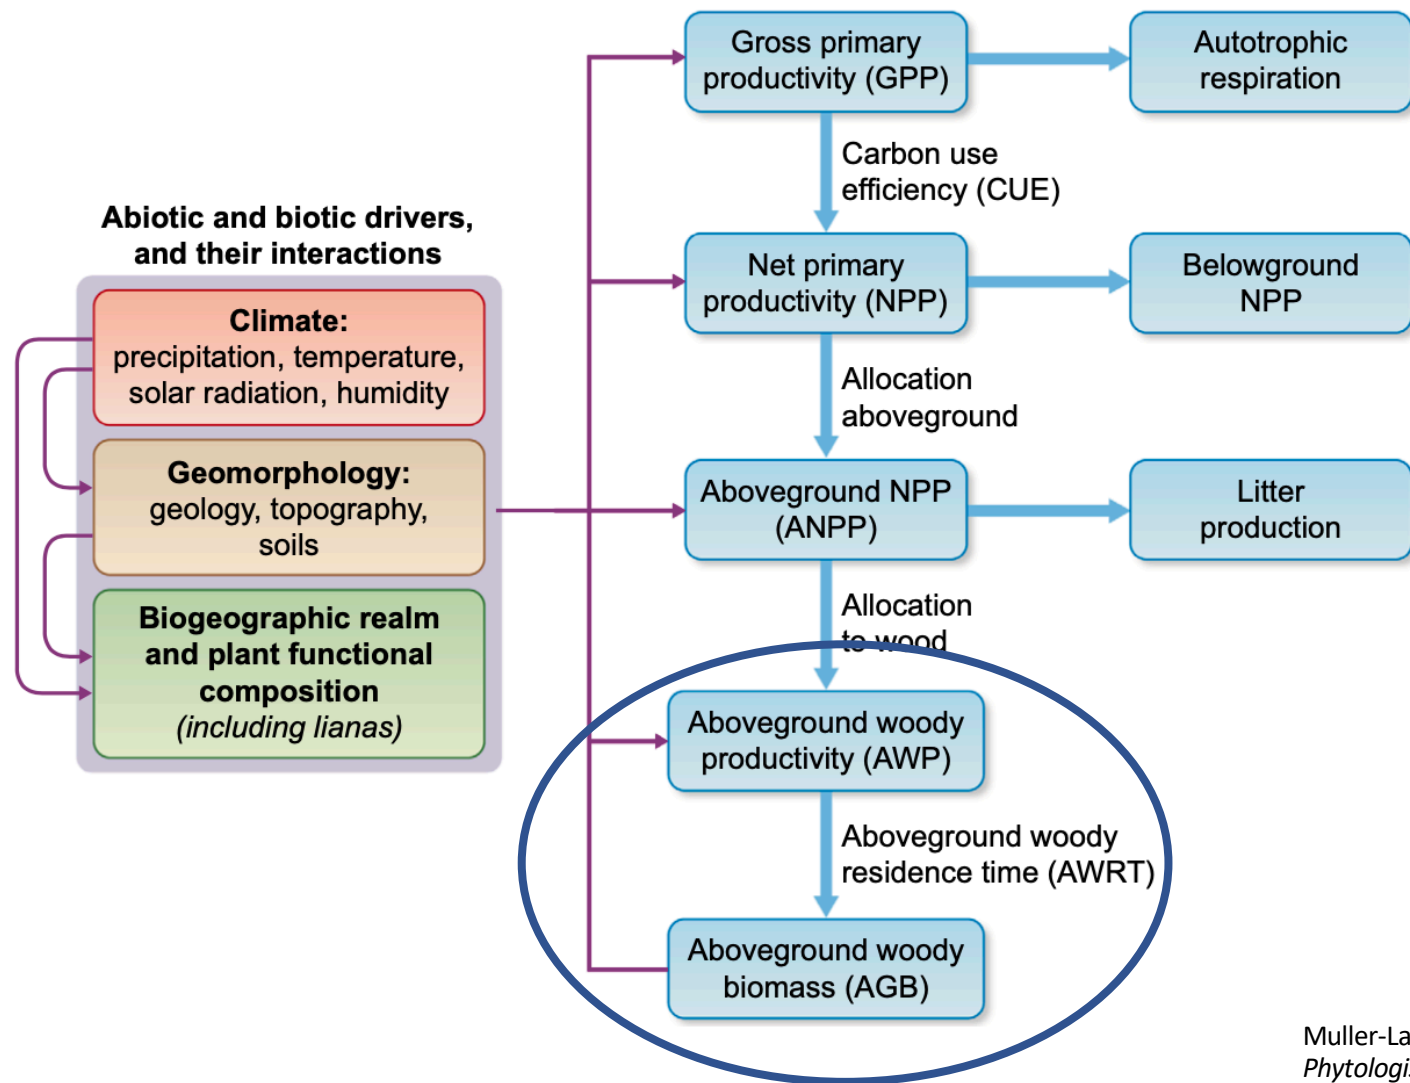 Abiotic and biotic drivers,
and their interactions
Climate:
precipitation, temperature,
solar radiation, humidity
Geomorphology:
geology, topography,
soils
Biogeographic realm
and plant functional
composition
(including lianas)
Gross primary
productivity (GPP)
Autotrophic
respiration
Carbon use
efficiency (CUE)
Net primary
productivity (NPP)
Belowground
NPP
Allocation
aboveground
Aboveground NPP
(ANPP)
Litter
production
Allocation
to wood
Aboveground woody
productivity (AWP)
Aboveground woody
residence time (AWRT)
Aboveground woody
biomass (AGB)
Muller-La
Phytologis